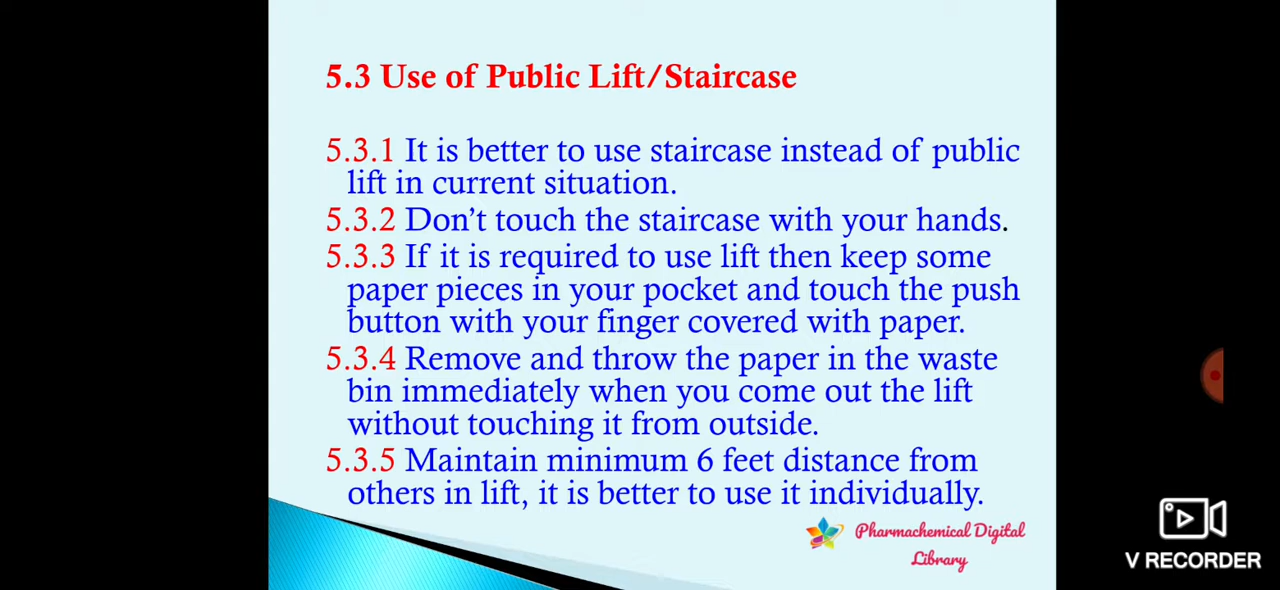 5.3 Use of Public Lift/Staircase
5.3.1 It is better to use staircase instead of public
lift in current situation.
5.3.2 Don't touch the staircase with your hands.
5.3.3 If it is required to use lift then keep some
paper pieces in your pocket and touch the push
button with your finger covered with paper.
5.3.4 Remove and throw the paper in the waste
bin immediately when you come out the lift
without touching it from outside.
5.3.5 Maintain minimum 6 feet distance from
others in lift, it is better to use it individually.
Pharmachemical Digital
Library
V RECORDER